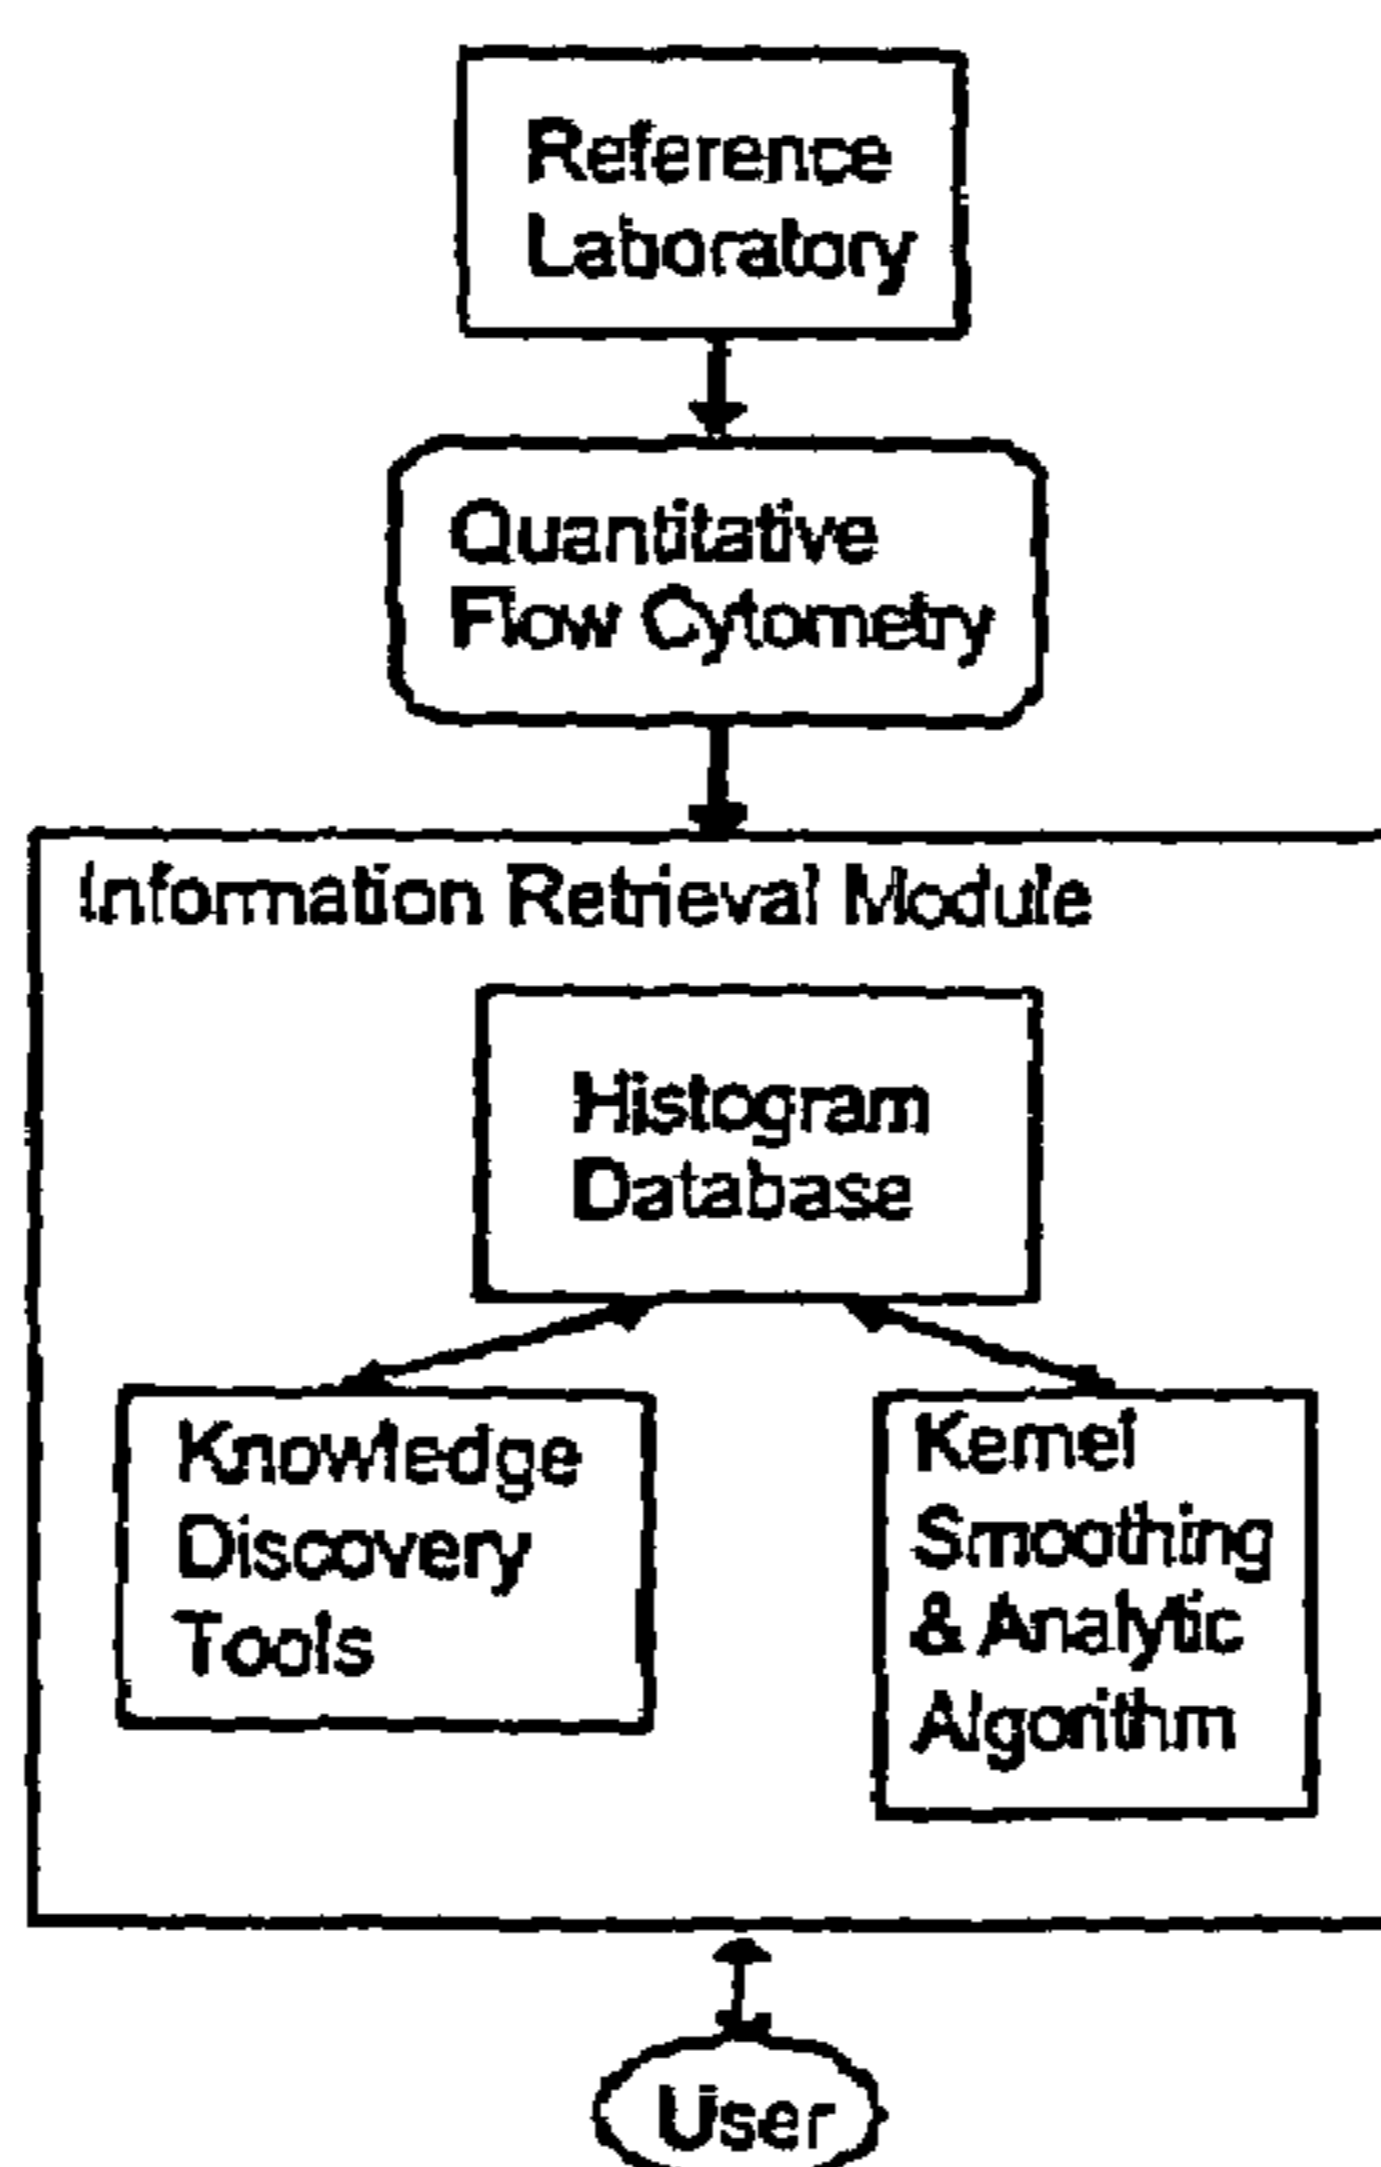 Reference
Laboratory
Quantitative
Flow Cytometry
Information Retrieval Module
Histogram
Database
Knowledge
Discovery
Tools
Kernel
Smoothing
& Analytic
Algorithm
User